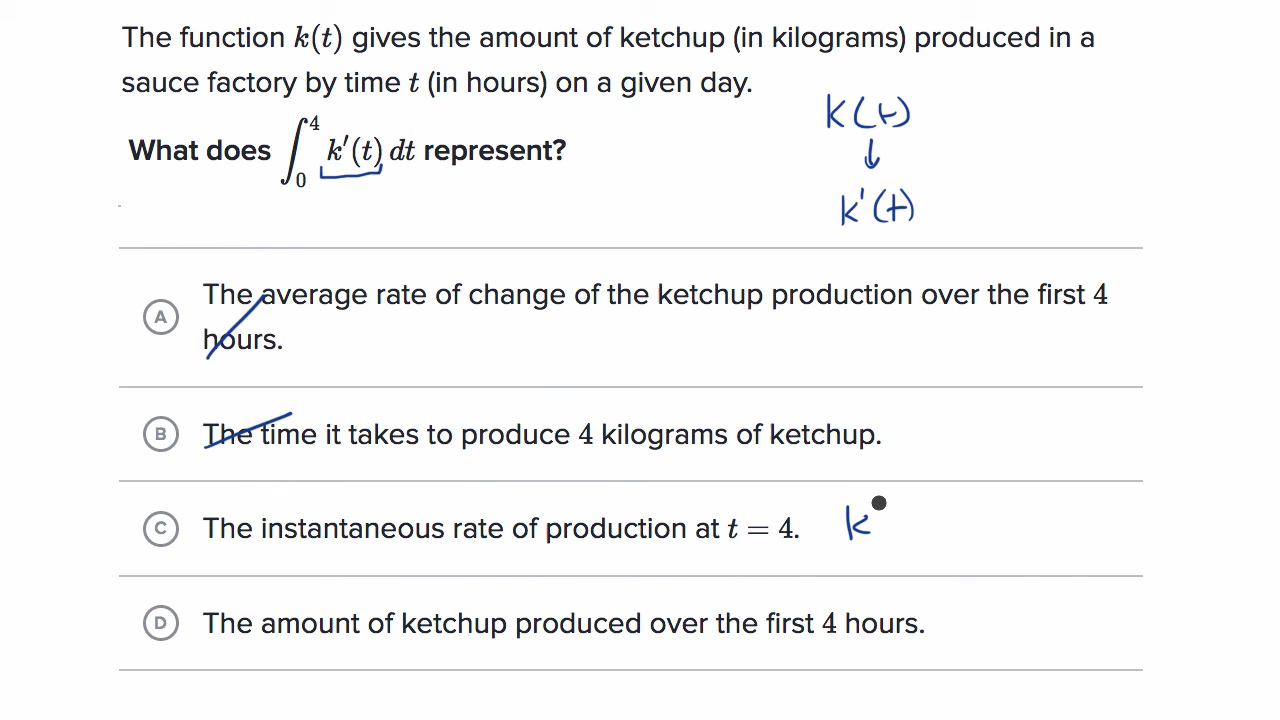 The function k(t) gives the amount of ketchup (in kilograms) produced in a
sauce factory by time t (in hours) on a given day.
k(t)
What does ∫₀⁴ k′(t) dt represent?
↓
k'(t)
A The average rate of change of the ketchup production over the first 4
hours.
B The time it takes to produce 4 kilograms of ketchup.
C The instantaneous rate of production at t = 4. k
D The amount of ketchup produced over the first 4 hours.